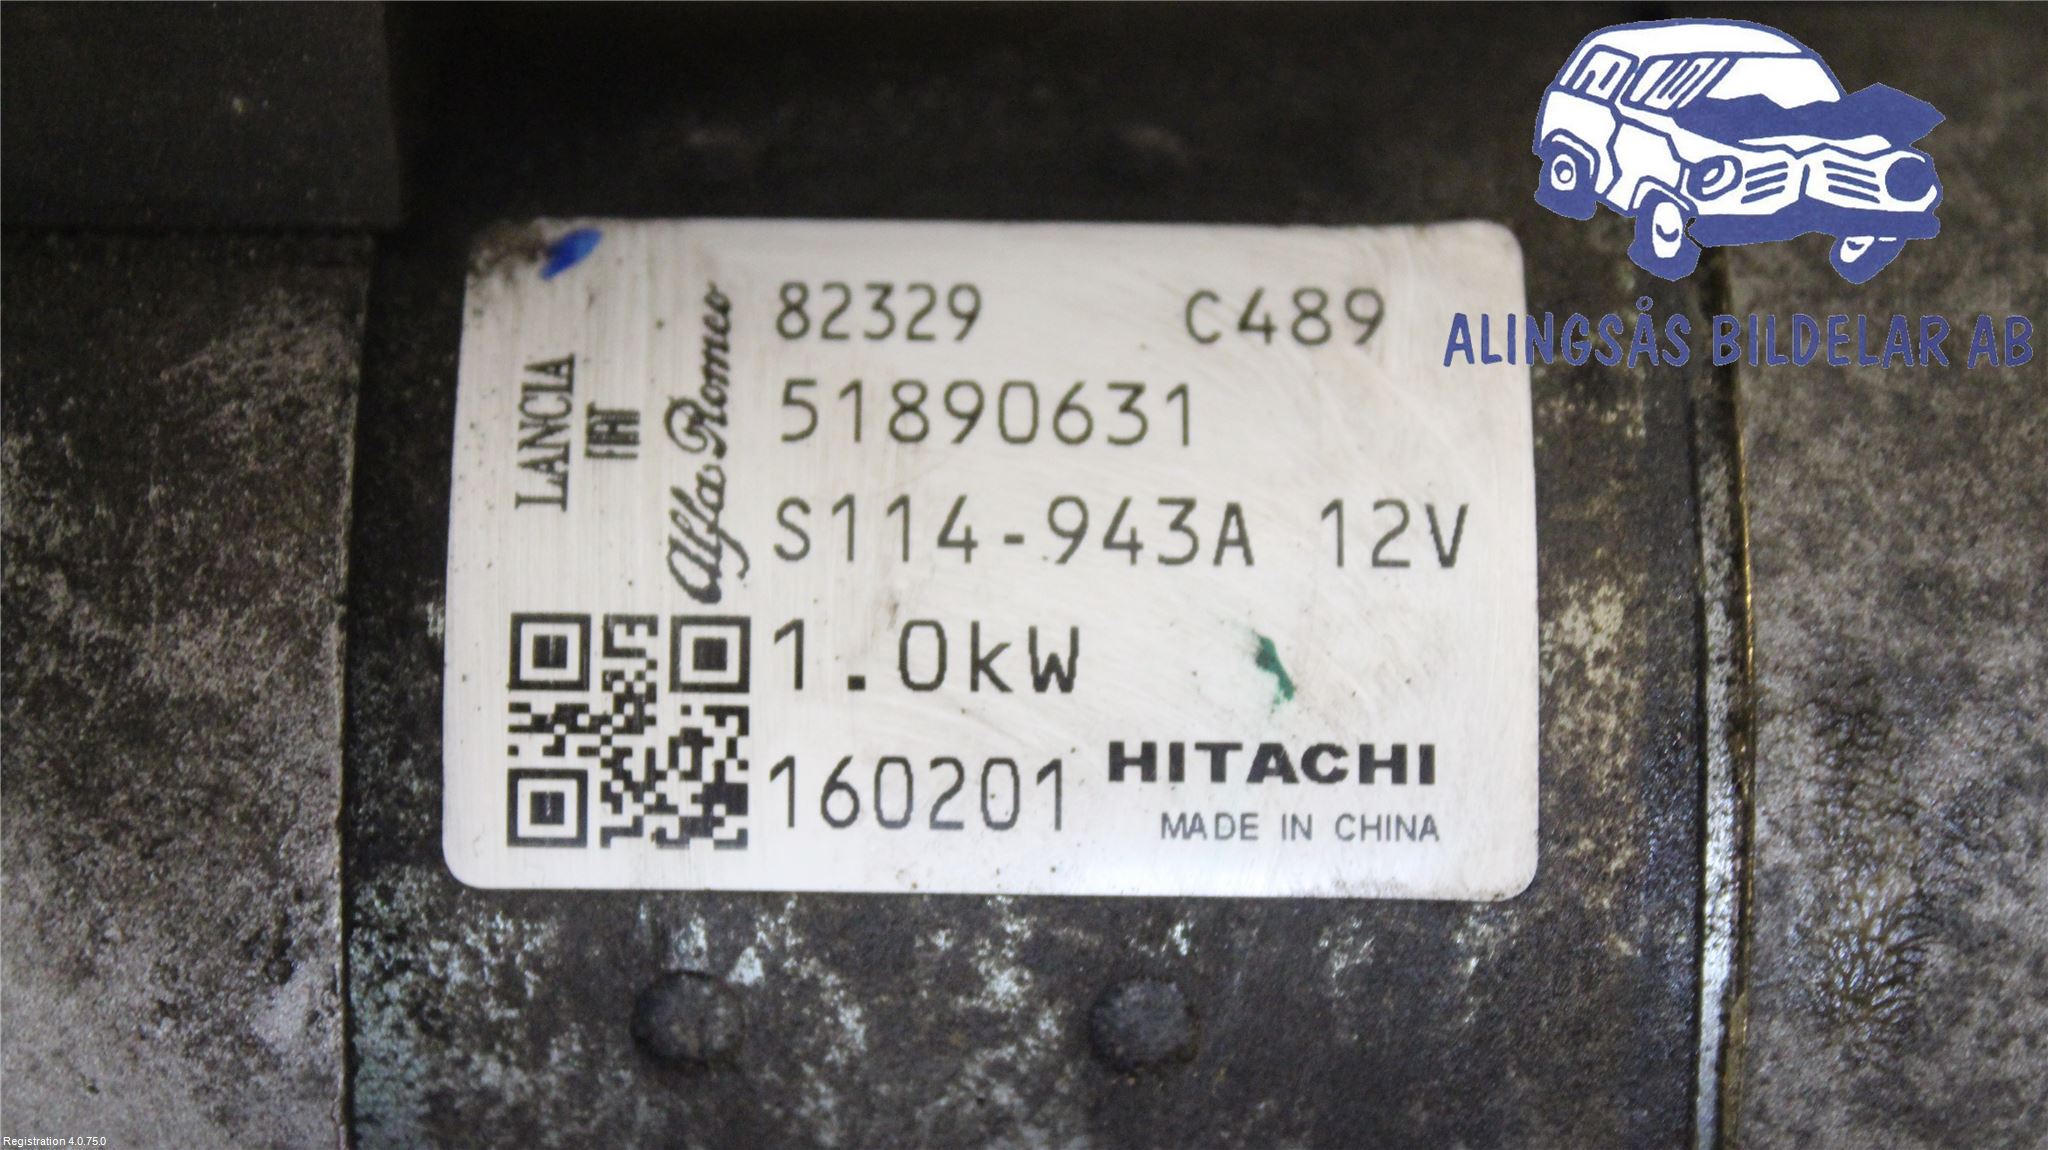 82329 C489
51890631
S114-943A 12V
1.0kW
160201 HITACHI
MADE IN CHINA
LANCIA
FIAT
Alfa Romeo
ALINGSÅS BILDELAR AB
Registration 4.0.75.0